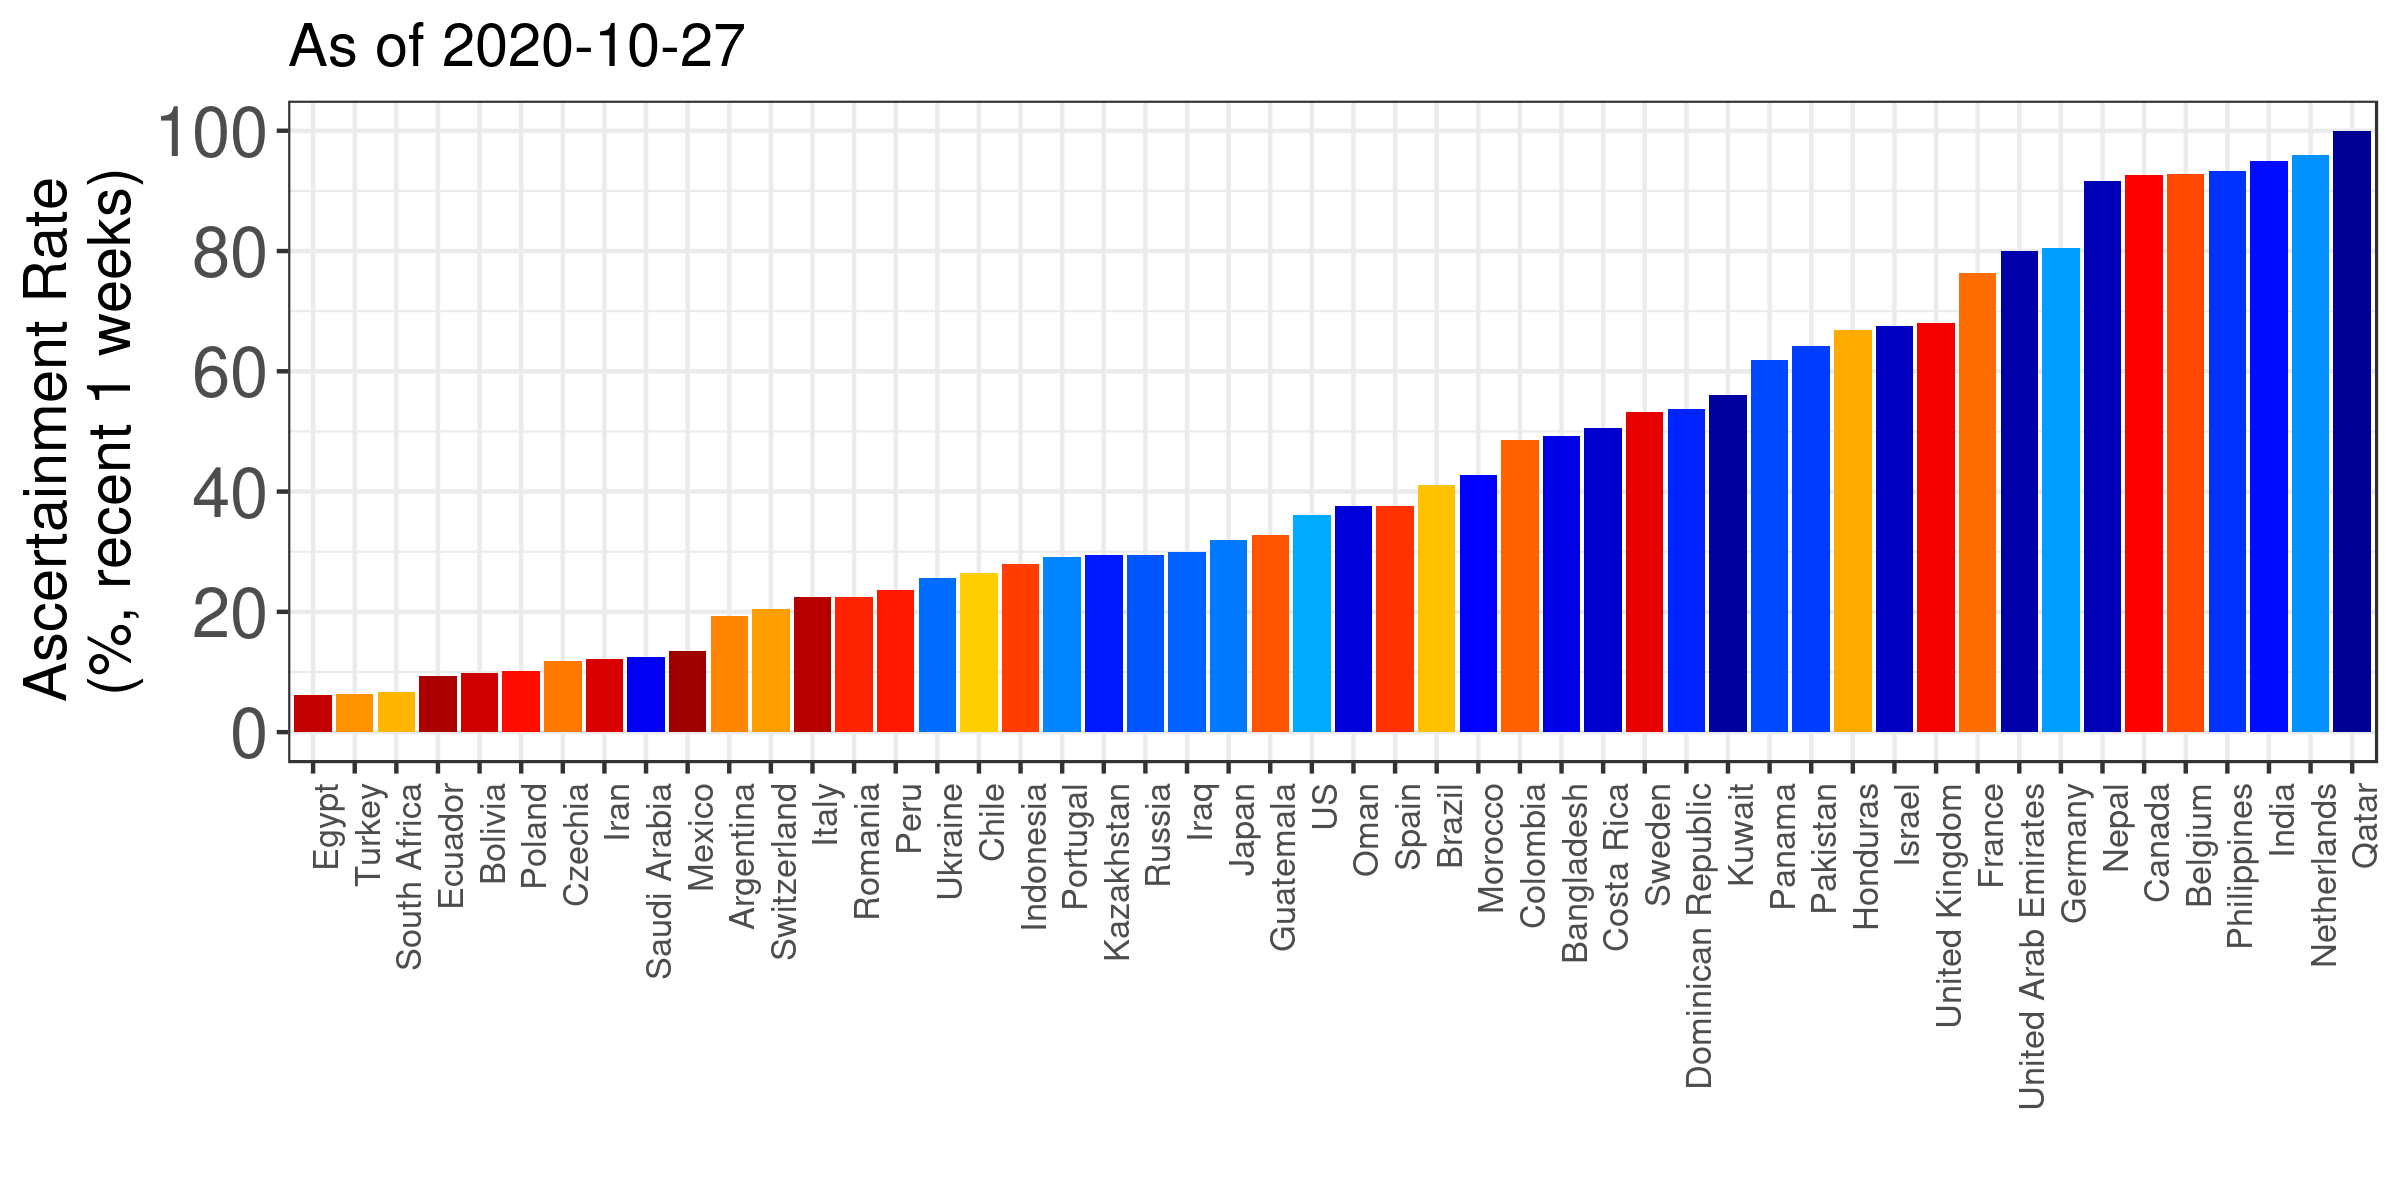 As of 2020-10-27
Ascertainment Rate
(%, recent 1 weeks)
100
80
60
40
20
0
Egypt
Turkey
South Africa
Ecuador
Bolivia
Poland
Czechia
Iran
Saudi Arabia
Mexico
Argentina
Switzerland
Italy
Romania
Peru
Ukraine
Chile
Indonesia
Portugal
Kazakhstan
Russia
Iraq
Japan
Guatemala
US
Oman
Spain
Brazil
Morocco
Colombia
Bangladesh
Costa Rica
Sweden
Dominican Republic
Kuwait
Panama
Pakistan
Honduras
Israel
United Kingdom
France
United Arab Emirates
Germany
Nepal
Canada
Belgium
Philippines
India
Netherlands
Qatar